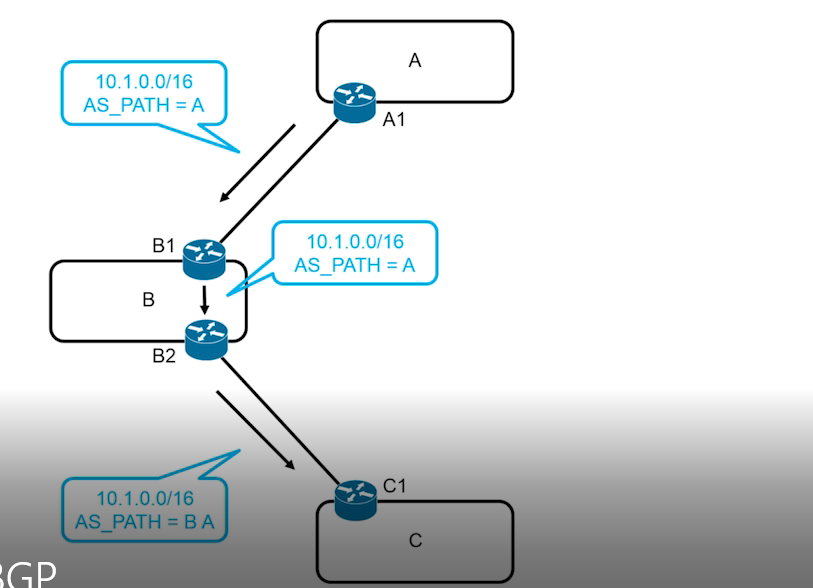 A
10.1.0.0/16
AS_PATH = A
A1
B1
10.1.0.0/16
AS_PATH = A
B
B2
C1
10.1.0.0/16
AS_PATH = B A
C
BGP